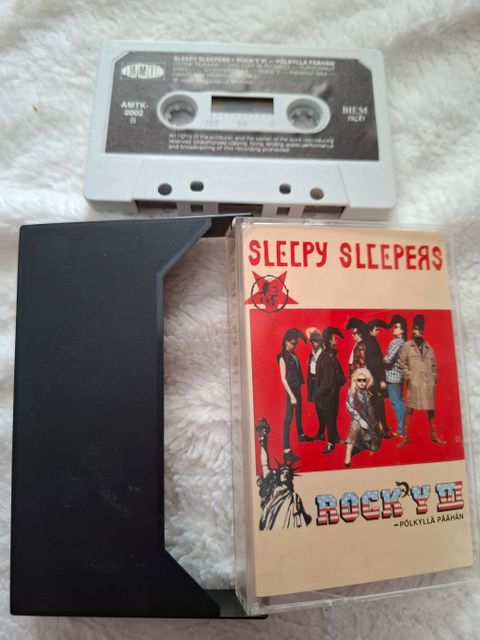 SLEEPY SLEEPERS • ROCK'Y VI — PÖLKYLLÄ PÄÄHÄN
AMTK-
2002
B
BIEM
ncb
All rights of the producer and the owner of the work reproduced
reserved. Unauthorized copying, hiring, lending, public performance
and broadcasting of this recording prohibited.
SLEEPY SLEEPERS
ROCK'Y VI
—PÖLKYLLÄ PÄÄHÄN